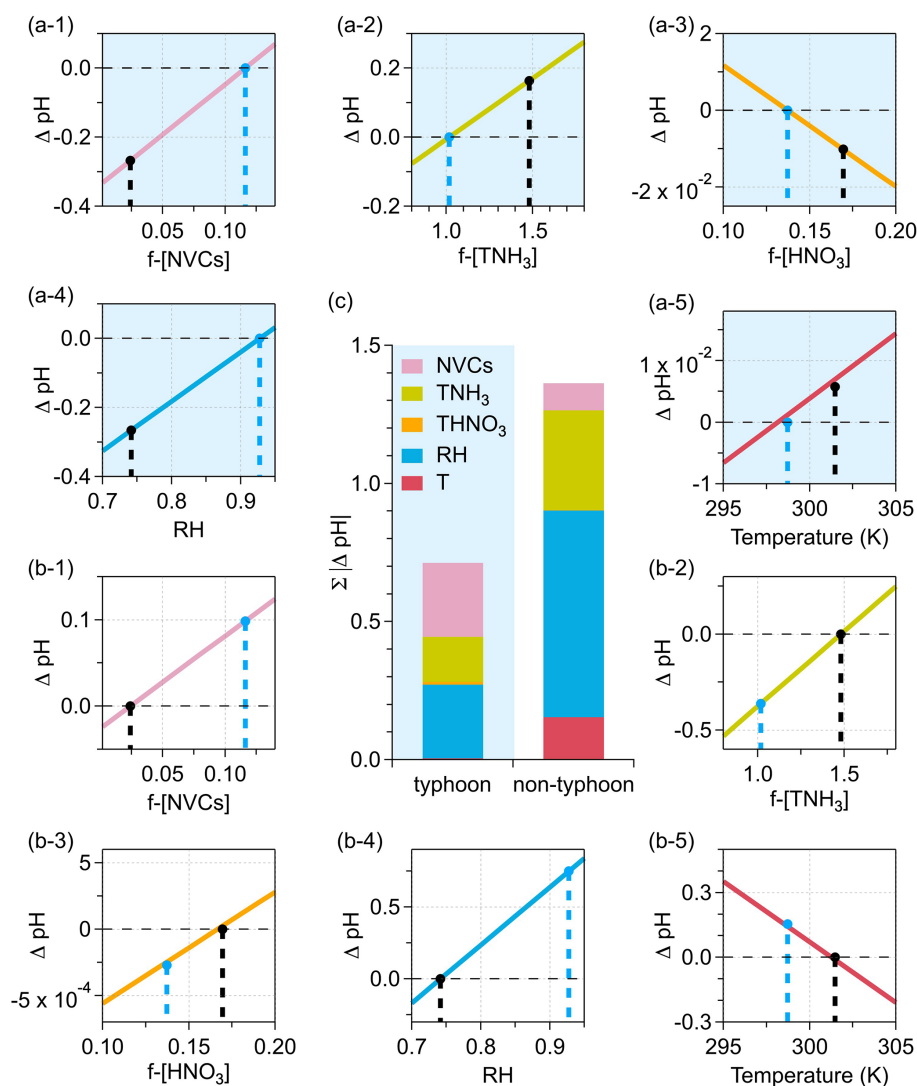 (a-1)
0.0
-0.2
-0.4
Δ pH
0.05
0.10
f-[NVCs]
(a-2)
0.2
0.0
-0.2
Δ pH
1.0
1.5
f-[TNH₃]
(a-3)
2
0
-2 x 10⁻²
Δ pH
0.10
0.15
0.20
f-[HNO₃]
(a-4)
0.0
-0.2
-0.4
Δ pH
0.7
0.8
0.9
RH
(c)
1.5
1.0
0.5
0.0
Σ |Δ pH|
NVCs
TNH₃
THNO₃
RH
T
typhoon
non-typhoon
(a-5)
1 x 10⁻²
0
-1
Δ pH
295
300
305
Temperature (K)
(b-1)
0.1
0.0
Δ pH
0.05
0.10
f-[NVCs]
(b-2)
0.0
-0.5
Δ pH
1.0
1.5
f-[TNH₃]
(b-3)
5
0
-5 x 10⁻⁴
Δ pH
0.10
0.15
0.20
f-[HNO₃]
(b-4)
0.5
0.0
Δ pH
0.7
0.8
0.9
RH
(b-5)
0.3
0.0
-0.3
Δ pH
295
300
305
Temperature (K)